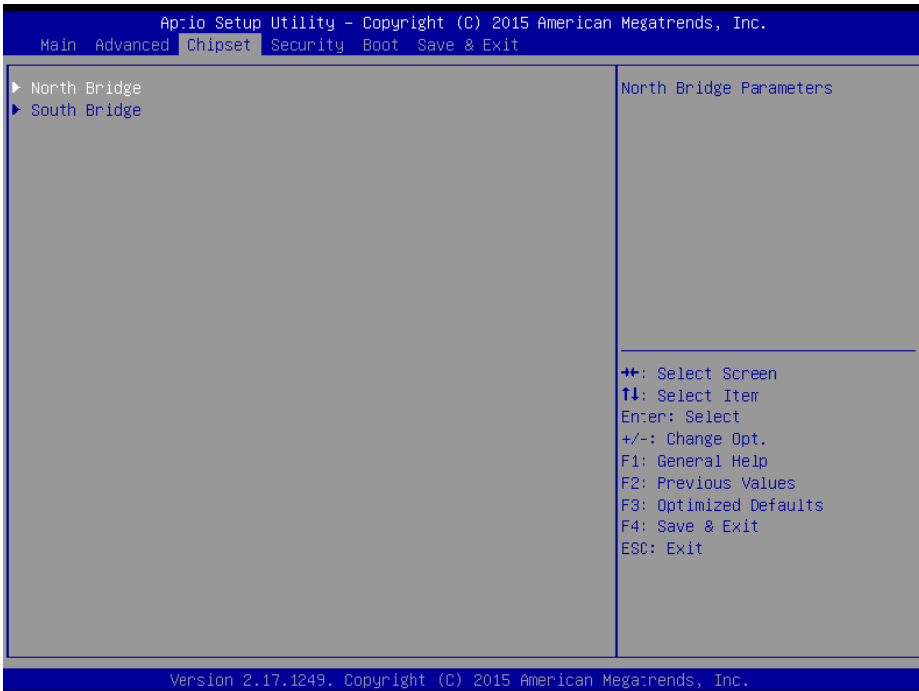 Aptio Setup Utility – Copyright (C) 2015 American Megatrends, Inc.
Main Advanced Chipset Security Boot Save & Exit
▶ North Bridge
▶ South Bridge
North Bridge Parameters
→←: Select Screen
↑↓: Select Item
Enter: Select
+/-: Change Opt.
F1: General Help
F2: Previous Values
F3: Optimized Defaults
F4: Save & Exit
ESC: Exit
Version 2.17.1249. Copyright (C) 2015 American Megatrends, Inc.